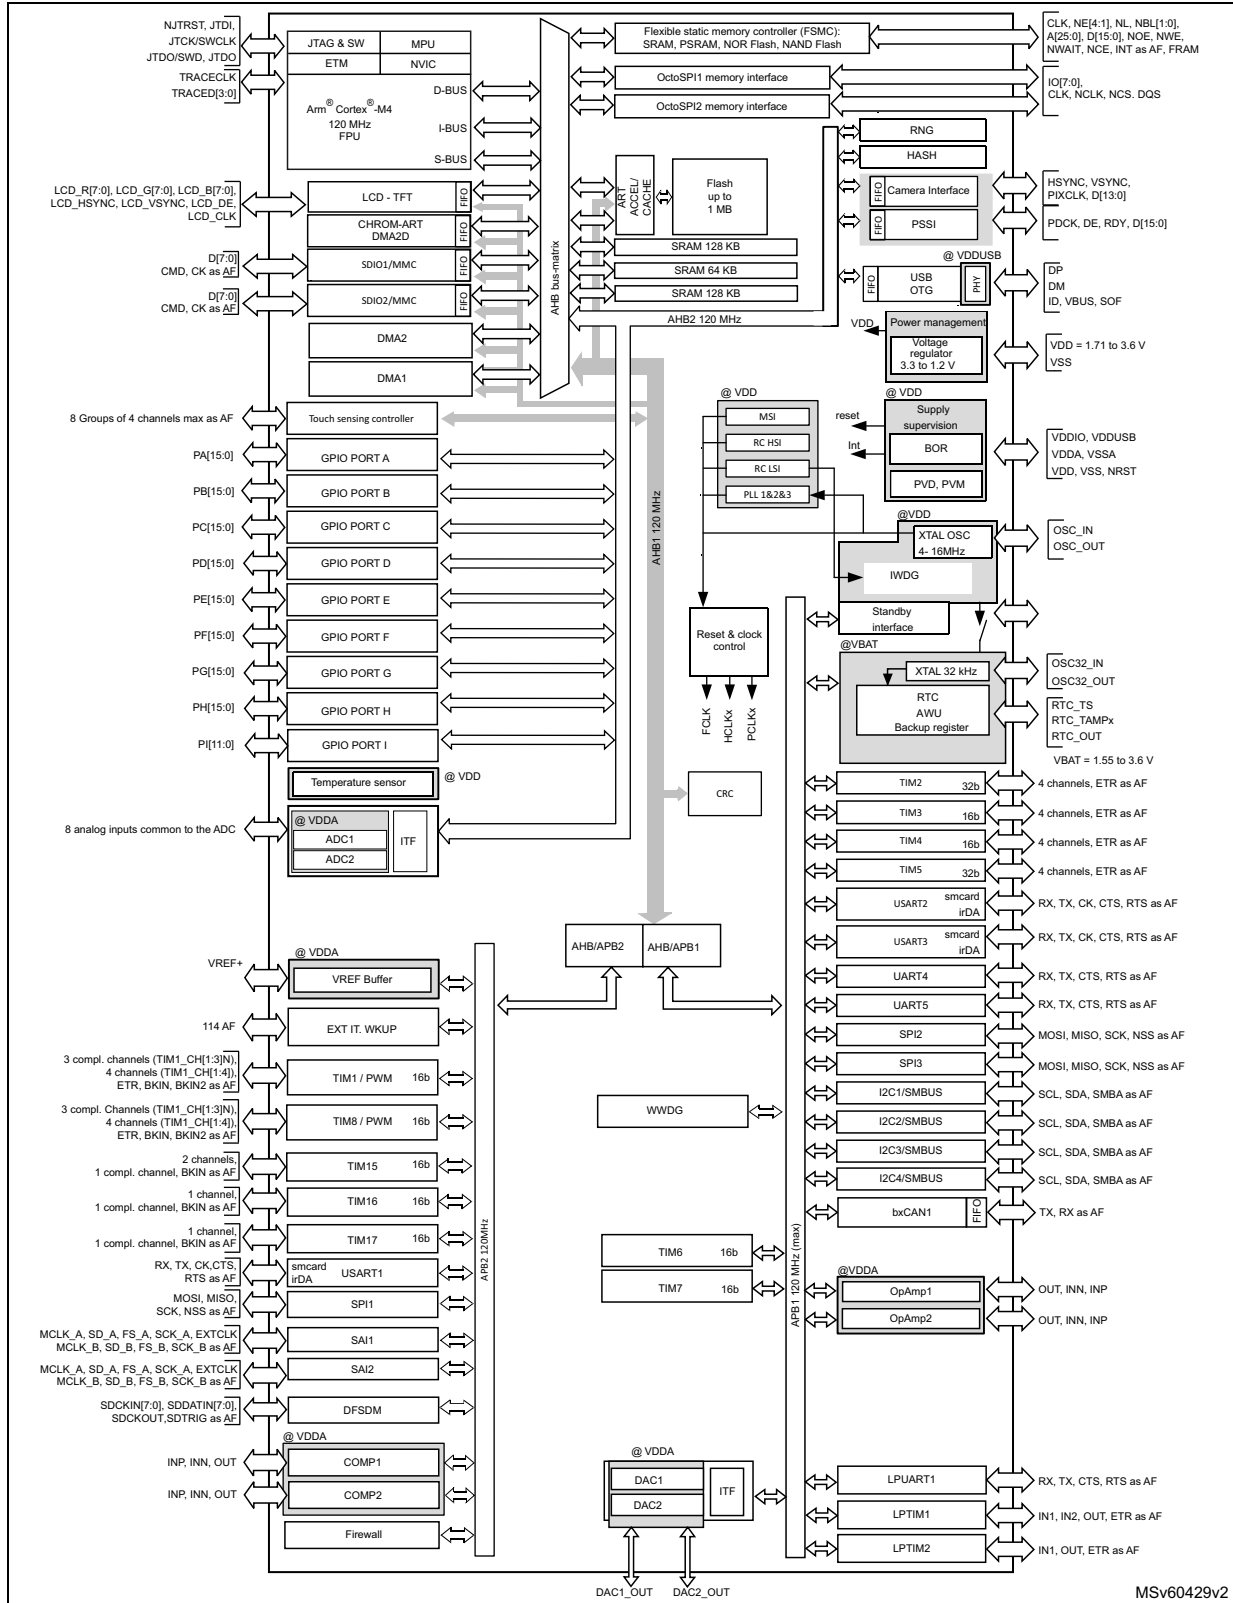 NJTRST, JTDI,
JTCK/SWCLK
JTDO/SWD, JTDO
TRACECLK
TRACED[3:0]
JTAG & SW
MPU
ETM
NVIC
Arm® Cortex®-M4
120 MHz
FPU
D-BUS
I-BUS
S-BUS
AHB bus-matrix
Flexible static memory controller (FSMC):
SRAM, PSRAM, NOR Flash, NAND Flash
CLK, NE[4:1], NL, NBL[1:0],
A[25:0], D[15:0], NOE, NWE,
NWAIT, NCE, INT as AF, FRAM
OctoSPI1 memory interface
OctoSPI2 memory interface
IO[7:0],
CLK, NCLK, NCS. DQS
RNG
HASH
ART
ACCEL/
CACHE
Flash
up to
1 MB
FIFO
Camera Interface
HSYNC, VSYNC,
PIXCLK, D[13:0]
FIFO
PSSI
PDCK, DE, RDY, D[15:0]
LCD_R[7:0], LCD_G[7:0], LCD_B[7:0],
LCD_HSYNC, LCD_VSYNC, LCD_DE,
LCD_CLK
LCD - TFT
FIFO
CHROM-ART
DMA2D
FIFO
D[7:0]
CMD, CK as AF
SDIO1/MMC
FIFO
D[7:0]
CMD, CK as AF
SDIO2/MMC
FIFO
DMA2
DMA1
SRAM 128 KB
SRAM 64 KB
SRAM 128 KB
AHB2 120 MHz
@ VDDUSB
FIFO
USB
OTG
PHY
DP
DM
ID, VBUS, SOF
VDD
Power management
Voltage
regulator
3.3 to 1.2 V
VDD = 1.71 to 3.6 V
VSS
8 Groups of 4 channels max as AF
Touch sensing controller
PA[15:0]
GPIO PORT A
PB[15:0]
GPIO PORT B
PC[15:0]
GPIO PORT C
PD[15:0]
GPIO PORT D
PE[15:0]
GPIO PORT E
PF[15:0]
GPIO PORT F
PG[15:0]
GPIO PORT G
PH[15:0]
GPIO PORT H
PI[11:0]
GPIO PORT I
AHB1 120 MHz
@ VDD
MSI
RC HSI
RC LSI
PLL 1&2&3
@ VDD
reset
Int
Supply
supervision
BOR
PVD, PVM
VDDIO, VDDUSB
VDDA, VSSA
VDD, VSS, NRST
@VDD
XTAL OSC
4- 16MHz
IWDG
OSC_IN
OSC_OUT
Standby
interface
Reset & clock
control
FCLK
HCLKx
PCLKx
@VBAT
XTAL 32 kHz
RTC
AWU
Backup register
OSC32_IN
OSC32_OUT
RTC_TS
RTC_TAMPx
RTC_OUT
VBAT = 1.55 to 3.6 V
Temperature sensor
@ VDD
8 analog inputs common to the ADC
@ VDDA
ADC1
ADC2
ITF
CRC
AHB/APB2
AHB/APB1
TIM2
32b
4 channels, ETR as AF
TIM3
16b
4 channels, ETR as AF
TIM4
16b
4 channels, ETR as AF
TIM5
32b
4 channels, ETR as AF
USART2
smcard
irDA
RX, TX, CK, CTS, RTS as AF
USART3
smcard
irDA
RX, TX, CK, CTS, RTS as AF
UART4
RX, TX, CTS, RTS as AF
UART5
RX, TX, CTS, RTS as AF
SPI2
MOSI, MISO, SCK, NSS as AF
SPI3
MOSI, MISO, SCK, NSS as AF
I2C1/SMBUS
SCL, SDA, SMBA as AF
I2C2/SMBUS
SCL, SDA, SMBA as AF
I2C3/SMBUS
SCL, SDA, SMBA as AF
I2C4/SMBUS
SCL, SDA, SMBA as AF
bxCAN1
FIFO
TX, RX as AF
@VDDA
OpAmp1
OUT, INN, INP
OpAmp2
OUT, INN, INP
LPUART1
RX, TX, CTS, RTS as AF
LPTIM1
IN1, IN2, OUT, ETR as AF
LPTIM2
IN1, OUT, ETR as AF
APB1 120 MHz (max)
WWDG
TIM6
16b
TIM7
16b
@ VDDA
DAC1
DAC2
ITF
DAC1_OUT
DAC2_OUT
VREF+
@ VDDA
VREF Buffer
114 AF
EXT IT. WKUP
3 compl. channels (TIM1_CH[1:3]N),
4 channels (TIM1_CH[1:4]),
ETR, BKIN, BKIN2 as AF
TIM1 / PWM
16b
3 compl. Channels (TIM1_CH[1:3]N),
4 channels (TIM1_CH[1:4]),
ETR, BKIN, BKIN2 as AF
TIM8 / PWM
16b
2 channels,
1 compl. channel, BKIN as AF
TIM15
16b
1 channel,
1 compl. channel, BKIN as AF
TIM16
16b
1 channel,
1 compl. channel, BKIN as AF
TIM17
16b
RX, TX, CK,CTS,
RTS as AF
smcard
irDA
USART1
MOSI, MISO,
SCK, NSS as AF
SPI1
MCLK_A, SD_A, FS_A, SCK_A, EXTCLK
MCLK_B, SD_B, FS_B, SCK_B as AF
SAI1
MCLK_A, SD_A, FS_A, SCK_A, EXTCLK
MCLK_B, SD_B, FS_B, SCK_B as AF
SAI2
SDCKIN[7:0], SDDATIN[7:0],
SDCKOUT,SDTRIG as AF
DFSDM
@ VDDA
INP, INN, OUT
COMP1
INP, INN, OUT
COMP2
Firewall
APB2 120MHz
MSv60429v2